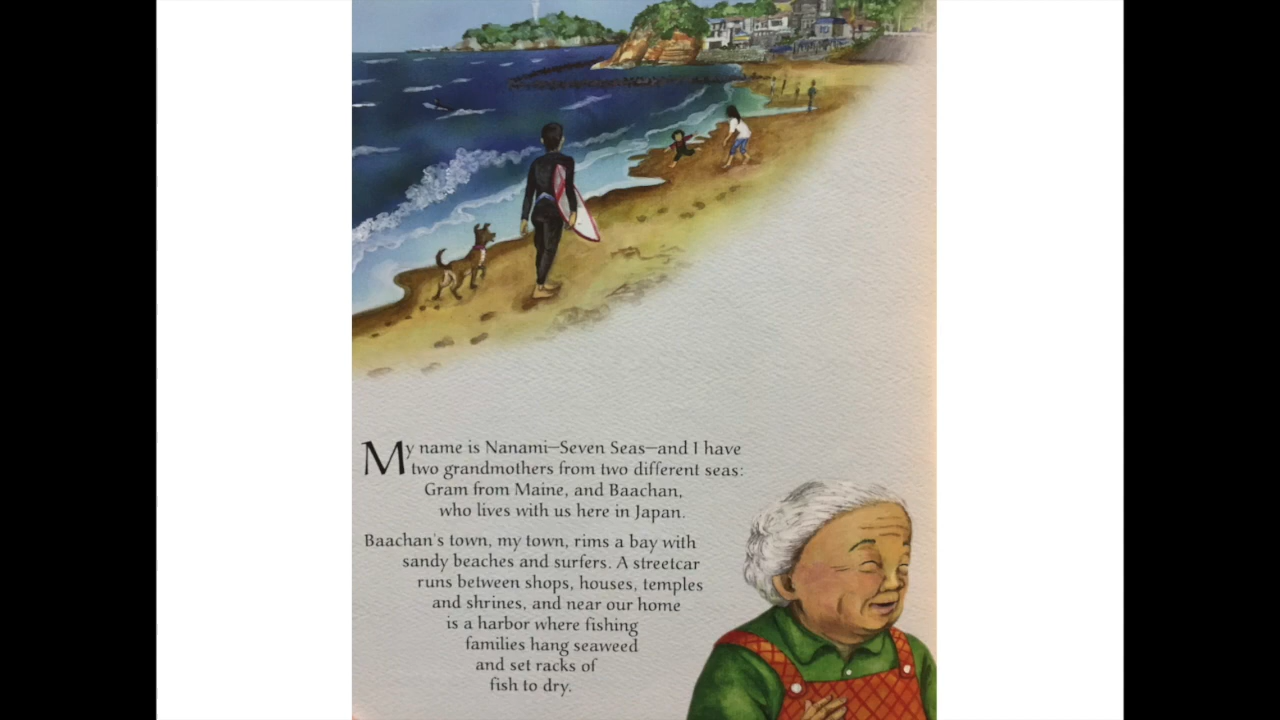 My name is Nanami—Seven Seas—and I have
two grandmothers from two different seas:
Gram from Maine, and Baachan,
who lives with us here in Japan.
Baachan's town, my town, rims a bay with
sandy beaches and surfers. A streetcar
runs between shops, houses, temples
and shrines, and near our home
is a harbor where fishing
families hang seaweed
and set racks of
fish to dry.